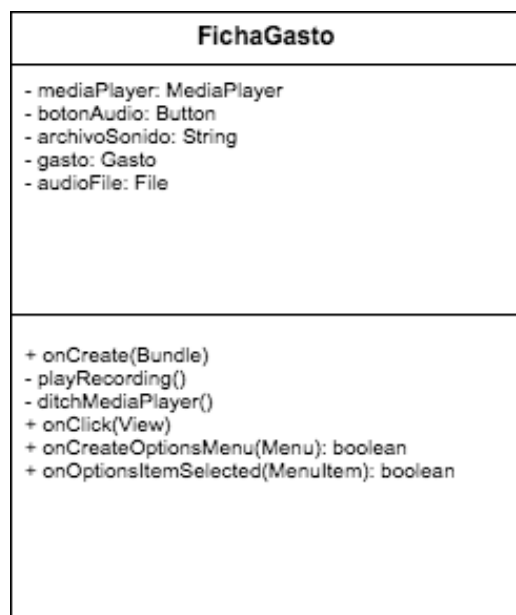 FichaGasto
- mediaPlayer: MediaPlayer
- botonAudio: Button
- archivoSonido: String
- gasto: Gasto
- audioFile: File
+ onCreate(Bundle)
- playRecording()
- ditchMediaPlayer()
+ onClick(View)
+ onCreateOptionsMenu(Menu): boolean
+ onOptionsItemSelected(MenuItem): boolean